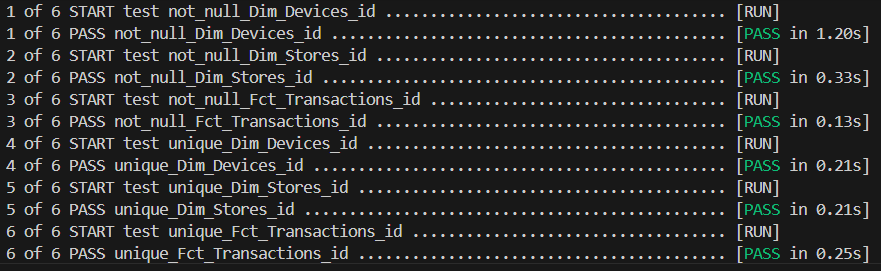 1 of 6 START test not_null_Dim_Devices_id ...................................... [RUN]
1 of 6 PASS not_null_Dim_Devices_id ............................................ [PASS in 1.20s]
2 of 6 START test not_null_Dim_Stores_id ....................................... [RUN]
2 of 6 PASS not_null_Dim_Stores_id ............................................. [PASS in 0.33s]
3 of 6 START test not_null_Fct_Transactions_id ................................. [RUN]
3 of 6 PASS not_null_Fct_Transactions_id ....................................... [PASS in 0.13s]
4 of 6 START test unique_Dim_Devices_id ........................................ [RUN]
4 of 6 PASS unique_Dim_Devices_id .............................................. [PASS in 0.21s]
5 of 6 START test unique_Dim_Stores_id ......................................... [RUN]
5 of 6 PASS unique_Dim_Stores_id ............................................... [PASS in 0.21s]
6 of 6 START test unique_Fct_Transactions_id ................................... [RUN]
6 of 6 PASS unique_Fct_Transactions_id ......................................... [PASS in 0.25s]